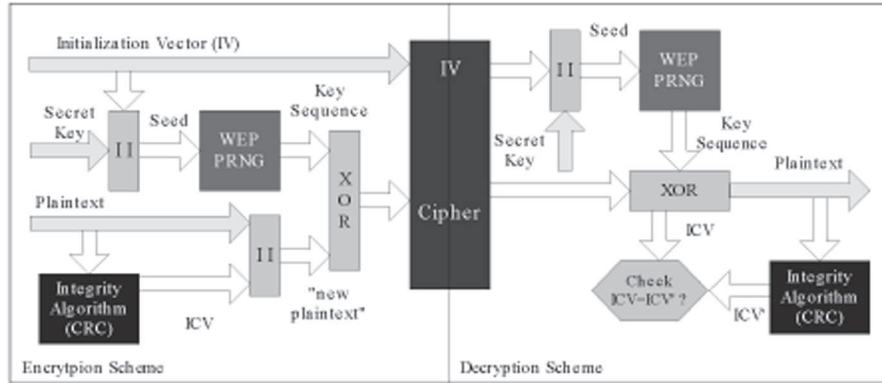 Initialization Vector (IV)
Secret
Key
II
Seed
WEP
PRNG
Key
Sequence
Plaintext
II
X
O
R
Integrity
Algorithm
(CRC)
ICV
"new
plaintext"
Encrytpion Scheme
IV
Cipher
II
Seed
WEP
PRNG
Secret
Key
Key
Sequence
Plaintext
XOR
ICV
Check
ICV=ICV' ?
ICV'
Integrity
Algorithm
(CRC)
Decryption Scheme